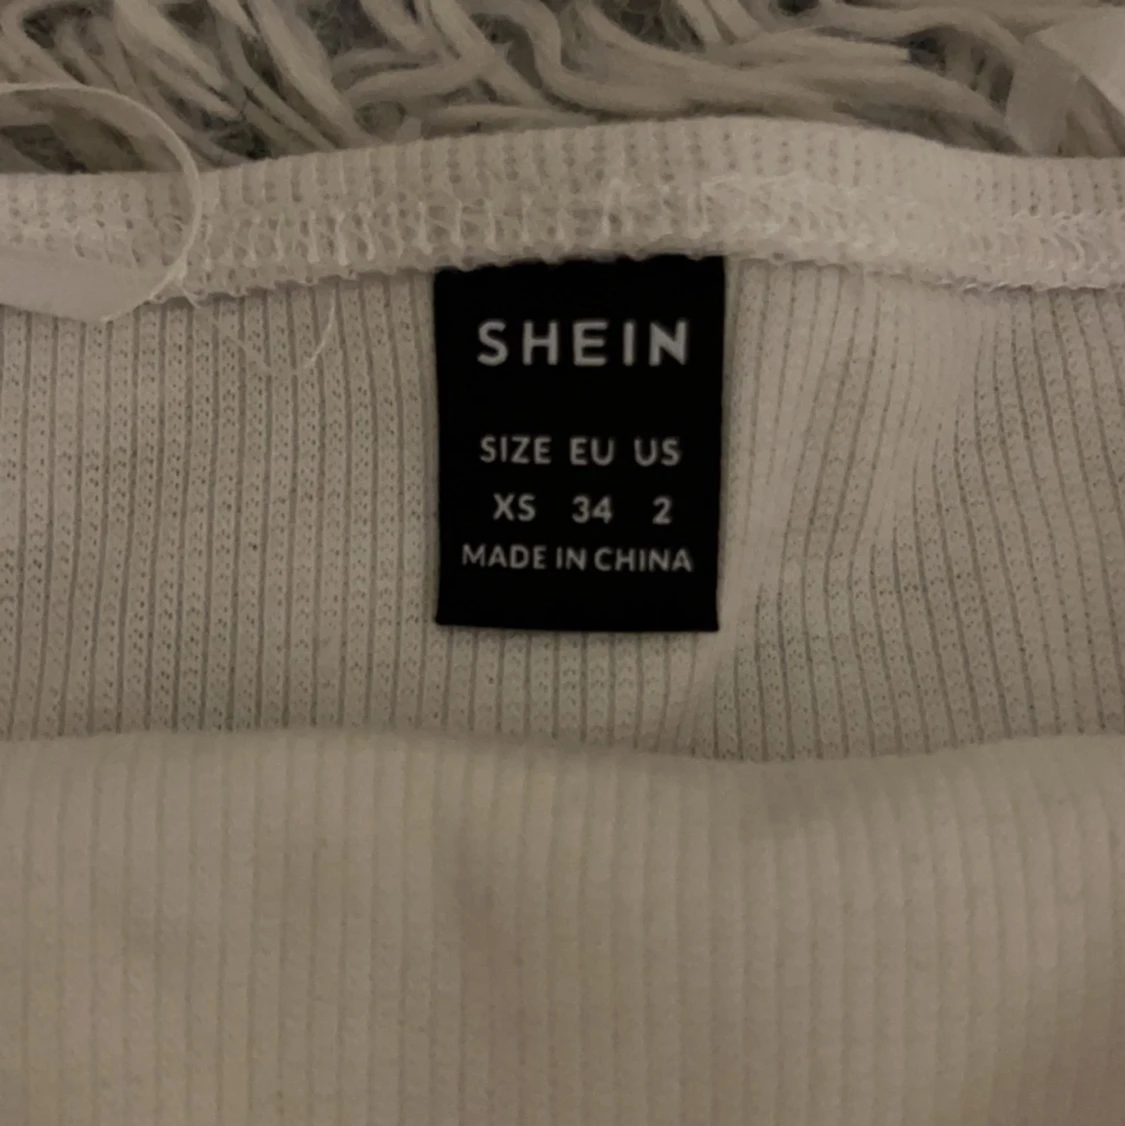 SHEIN
SIZE EU US
XS 34 2
MADE IN CHINA